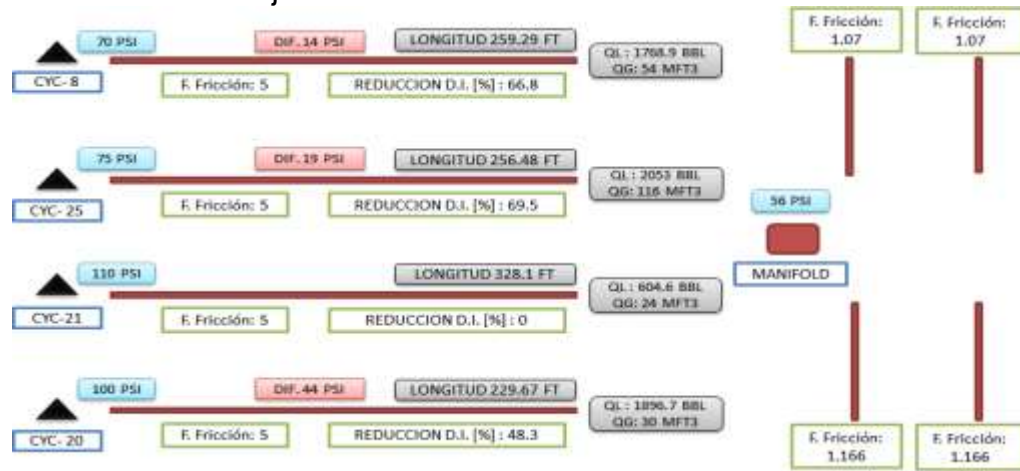 F. Fricción:
1.07
F. Fricción:
1.07
70 PSI
DIF. 14 PSI
LONGITUD 259.29 FT
QL : 1768.9 BBL
QG: 54 MFT3
CYC- 8
F. Fricción: 5
REDUCCION D.I. [%] : 66.8
75 PSI
DIF. 19 PSI
LONGITUD 256.48 FT
QL : 2053 BBL
QG: 116 MFT3
CYC- 25
F. Fricción: 5
REDUCCION D.I. [%] : 69.5
56 PSI
MANIFOLD
110 PSI
LONGITUD 328.1 FT
QL : 604.6 BBL
QG: 24 MFT3
CYC-21
F. Fricción: 5
REDUCCION D.I. [%] : 0
100 PSI
DIF. 44 PSI
LONGITUD 229.67 FT
QL : 1896.7 BBL
QG: 30 MFT3
CYC- 20
F. Fricción: 5
REDUCCION D.I. [%] : 48.3
F. Fricción:
1.166
F. Fricción:
1.166